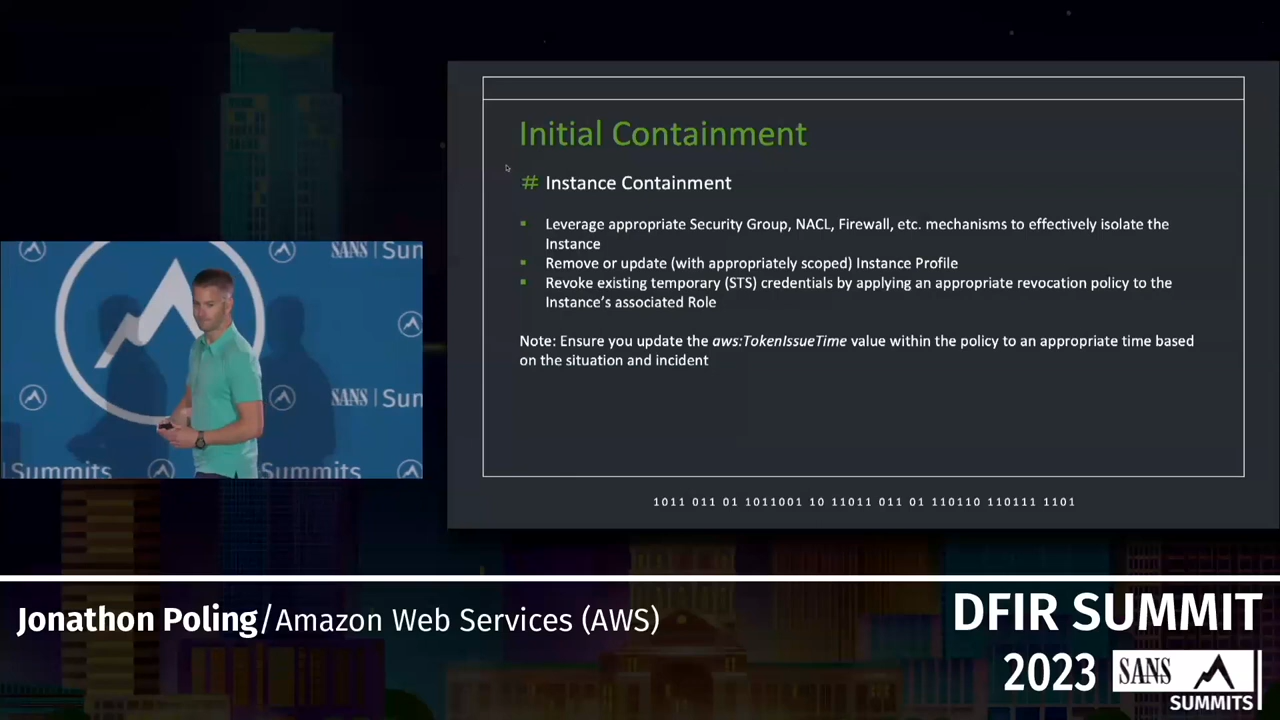 Initial Containment
# Instance Containment
▪ Leverage appropriate Security Group, NACL, Firewall, etc. mechanisms to effectively isolate the
Instance
▪ Remove or update (with appropriately scoped) Instance Profile
▪ Revoke existing temporary (STS) credentials by applying an appropriate revocation policy to the
Instance's associated Role
Note: Ensure you update the aws:TokenIssueTime value within the policy to an appropriate time based
on the situation and incident
1011 011 01 1011001 10 11011 011 01 110110 110111 1101
SANS | Sum
SANS | Sum
Summits
Summits
Jonathon Poling/Amazon Web Services (AWS)
DFIR SUMMIT
2023 SANS
SUMMITS